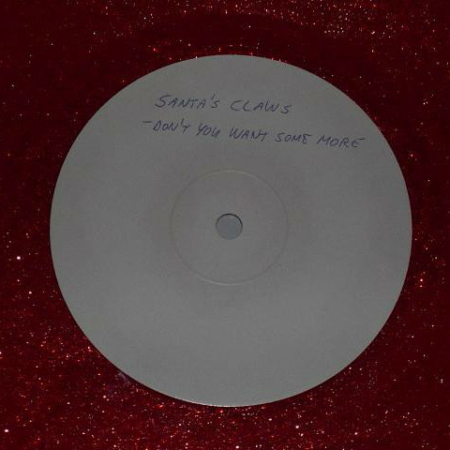 SANTA'S CLAWS
- DON'T YOU WANT SOME MORE